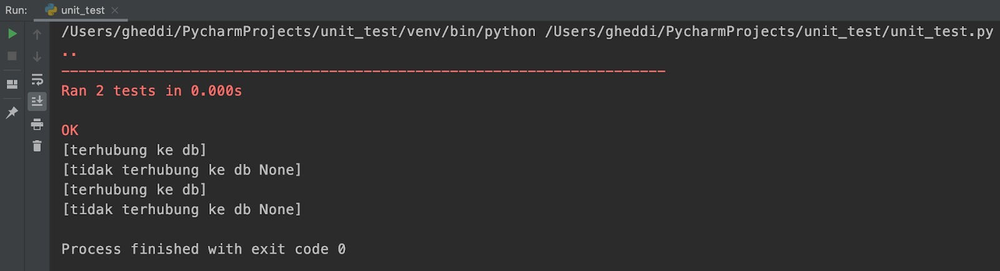 Run: unit_test
/Users/gheddi/PycharmProjects/unit_test/venv/bin/python /Users/gheddi/PycharmProjects/unit_test/unit_test.py
..
----------------------------------------------------------------------
Ran 2 tests in 0.000s
OK
[terhubung ke db]
[tidak terhubung ke db None]
[terhubung ke db]
[tidak terhubung ke db None]
Process finished with exit code 0